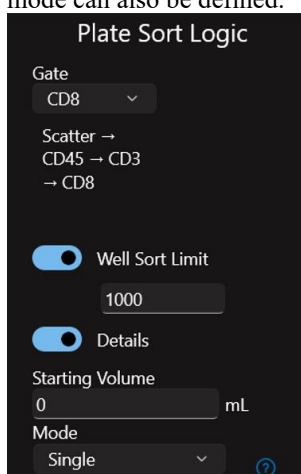 mode can also be defined.
Plate Sort Logic
Gate
CD8
Scatter →
CD45 → CD3
→ CD8
Well Sort Limit
1000
Details
Starting Volume
0 mL
Mode
Single
?